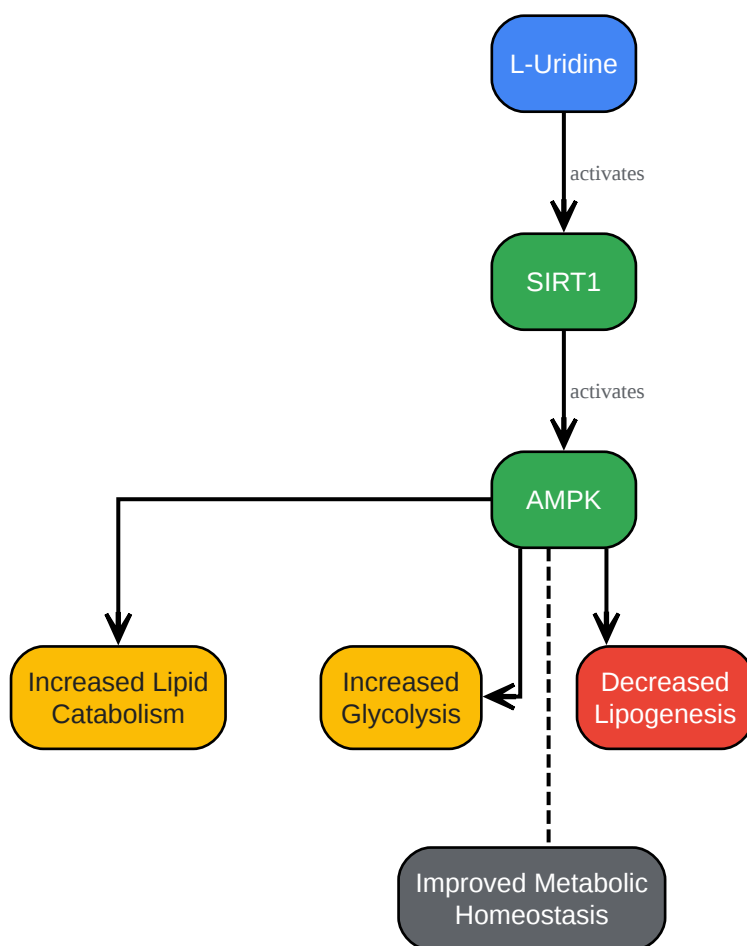 L-Uridine
activates
SIRT1
activates
AMPK
Increased Lipid
Catabolism
Increased
Glycolysis
Decreased
Lipogenesis
Improved Metabolic
Homeostasis